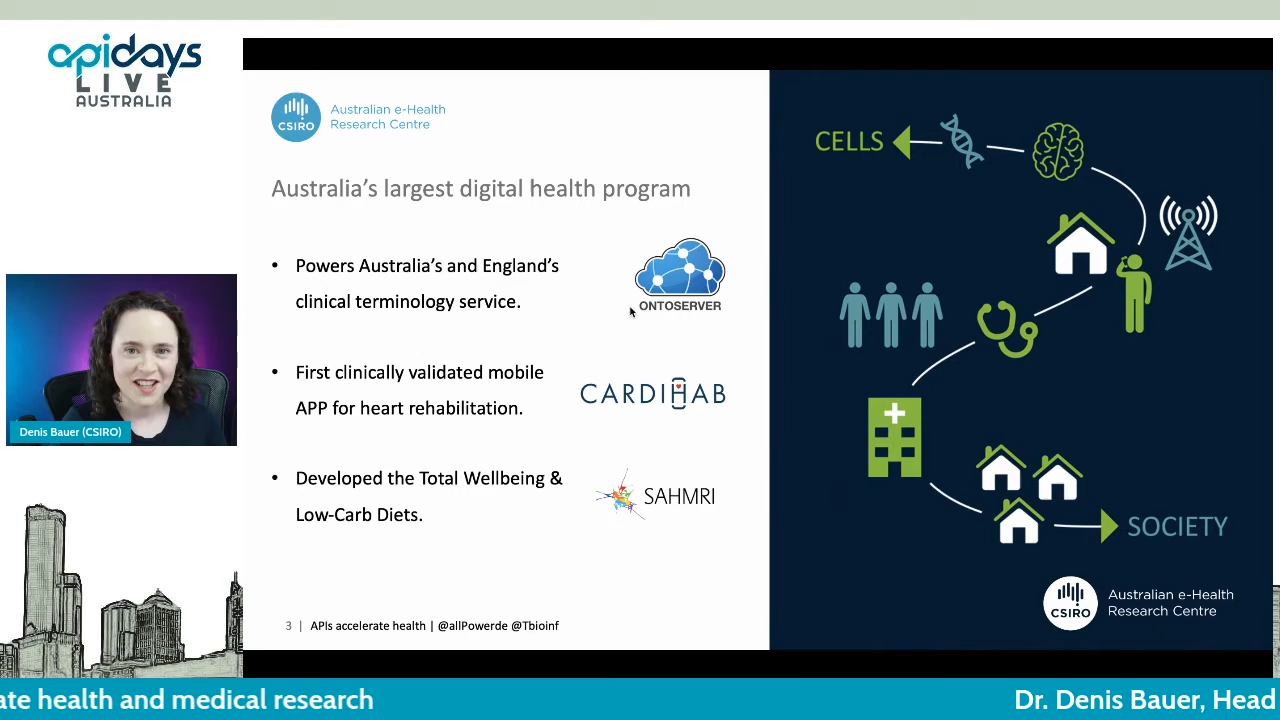 apidays
LIVE
AUSTRALIA
CSIRO
Australian e-Health
Research Centre
Australia's largest digital health program
• Powers Australia's and England's
clinical terminology service.
ONTOSERVER
• First clinically validated mobile
APP for heart rehabilitation.
CARDIHAB
• Developed the Total Wellbeing &
Low-Carb Diets.
SAHMRI
3 | APIs accelerate health | @allPowerde @Tbioinf
CELLS
SOCIETY
CSIRO
Australian e-Health
Research Centre
Denis Bauer (CSIRO)
ate health and medical research
Dr. Denis Bauer, Head